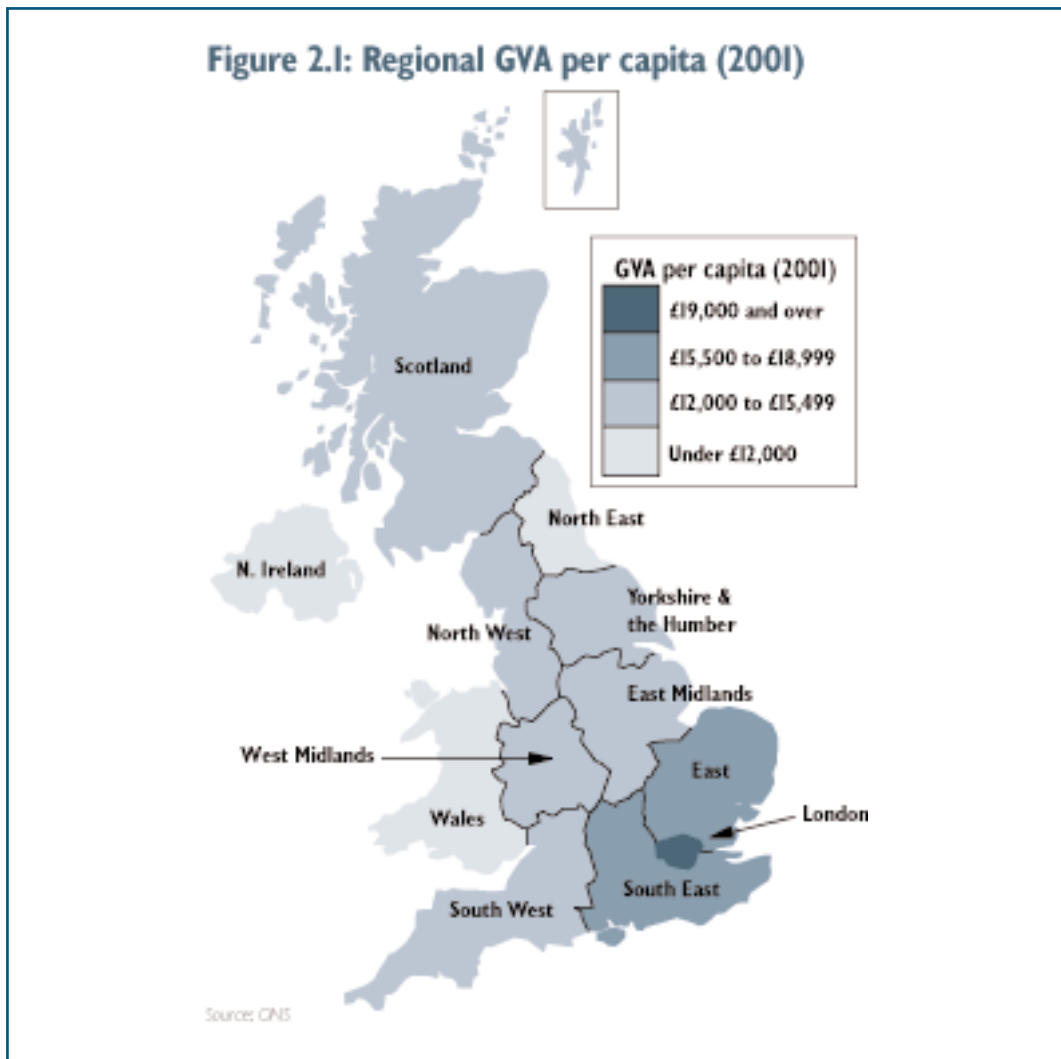 Figure 2.1: Regional GVA per capita (2001)
GVA per capita (2001)
£19,000 and over
£15,500 to £18,999
£12,000 to £15,499
Under £12,000
Scotland
North East
N. Ireland
Yorkshire &
the Humber
North West
East Midlands
West Midlands
East
Wales
London
South East
South West
Source: ONS